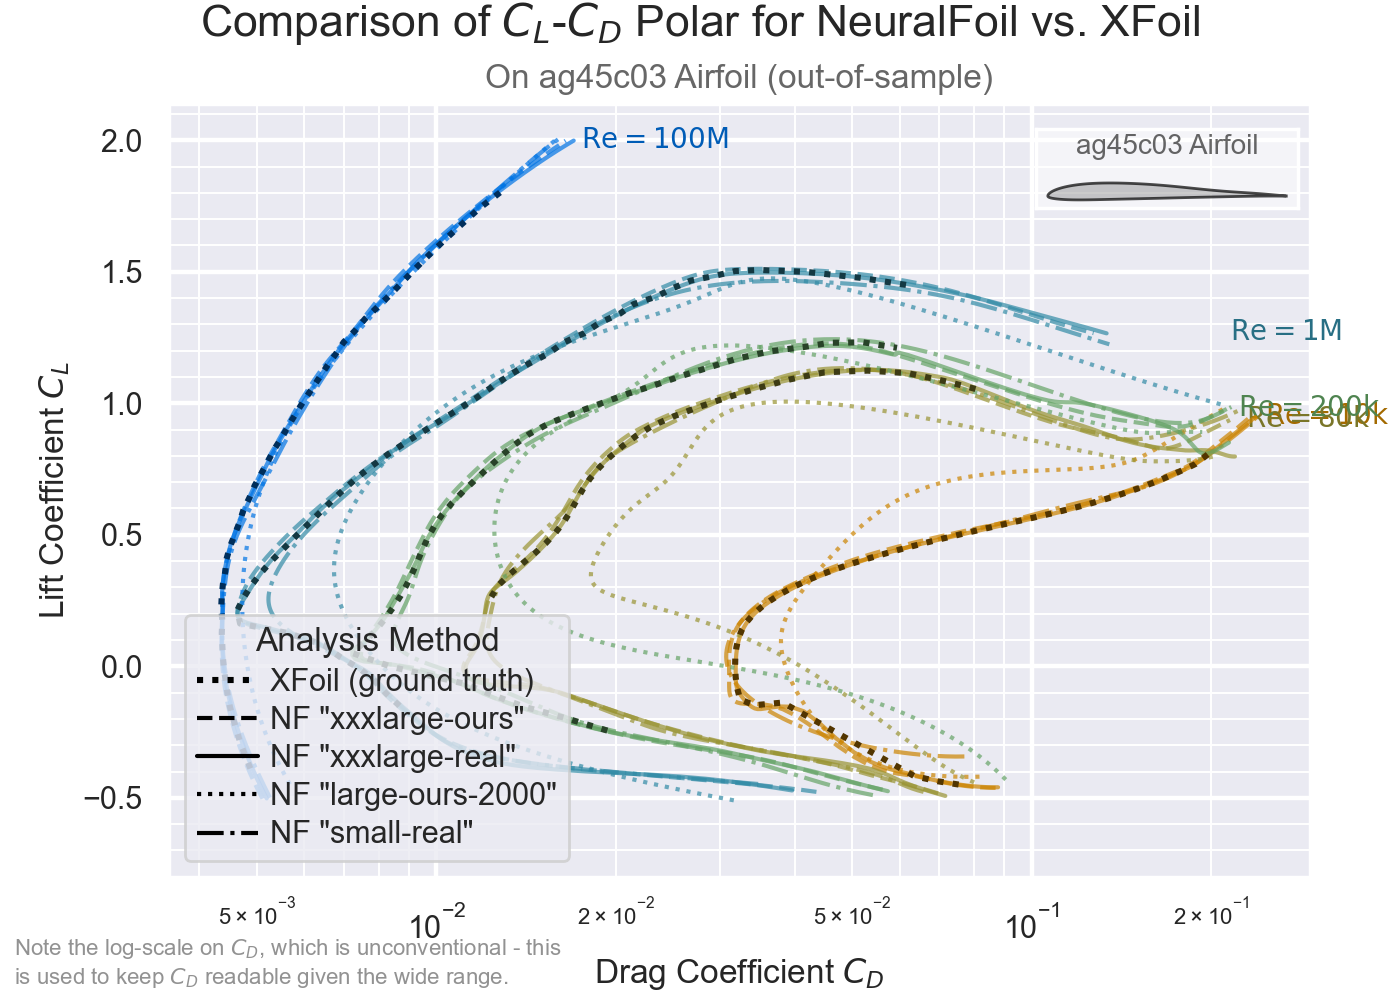 Comparison of C_L-C_D Polar for NeuralFoil vs. XFoil
On ag45c03 Airfoil (out-of-sample)
Re = 100M
ag45c03 Airfoil
Re = 1M
Re = 200k
Re = 80k
Re = 10k
Lift Coefficient C_L
2.0
1.5
1.0
0.5
0.0
−0.5
Analysis Method
XFoil (ground truth)
NF "xxxlarge-ours"
NF "xxxlarge-real"
NF "large-ours-2000"
NF "small-real"
5 × 10⁻³
10⁻²
2 × 10⁻²
5 × 10⁻²
10⁻¹
2 × 10⁻¹
Drag Coefficient C_D
Note the log-scale on C_D, which is unconventional - this
is used to keep C_D readable given the wide range.